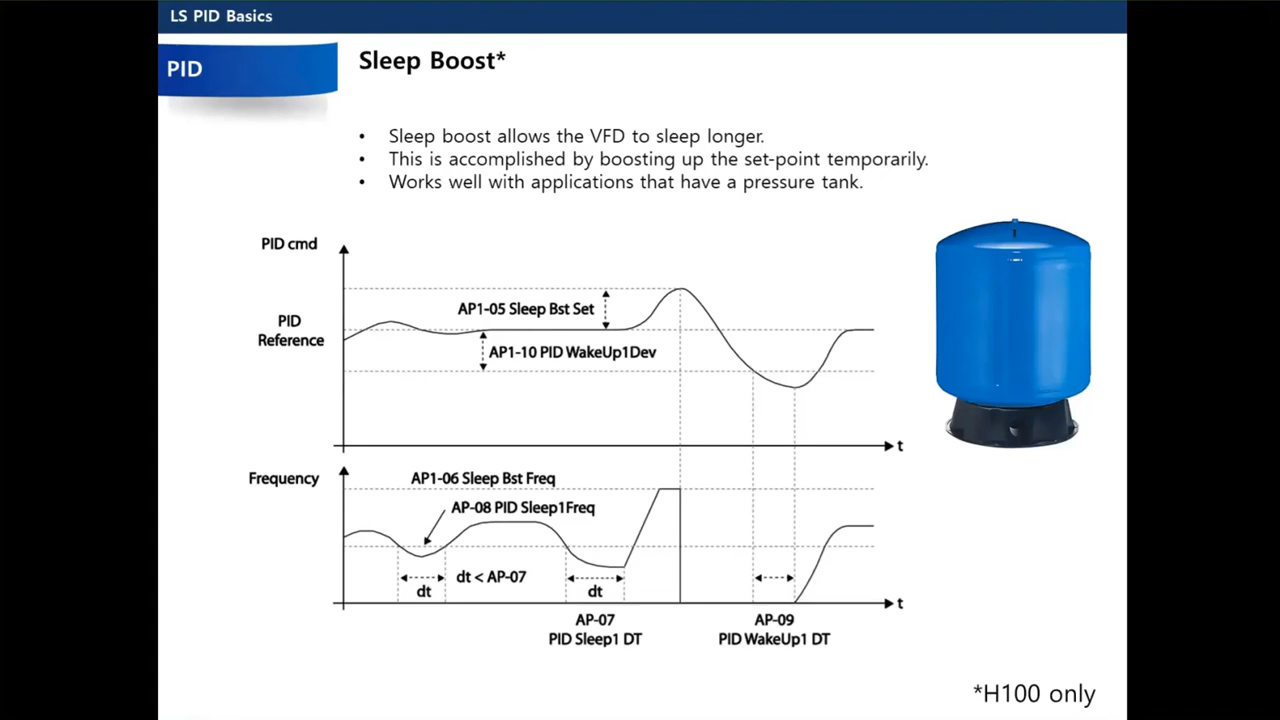 LS PID Basics
PID
Sleep Boost*
• Sleep boost allows the VFD to sleep longer.
• This is accomplished by boosting up the set-point temporarily.
• Works well with applications that have a pressure tank.
PID cmd
AP1-05 Sleep Bst Set
PID
Reference
AP1-10 PID WakeUp1Dev
t
Frequency
AP1-06 Sleep Bst Freq
AP-08 PID Sleep1Freq
dt < AP-07
dt
dt
t
AP-07
PID Sleep1 DT
AP-09
PID WakeUp1 DT
*H100 only